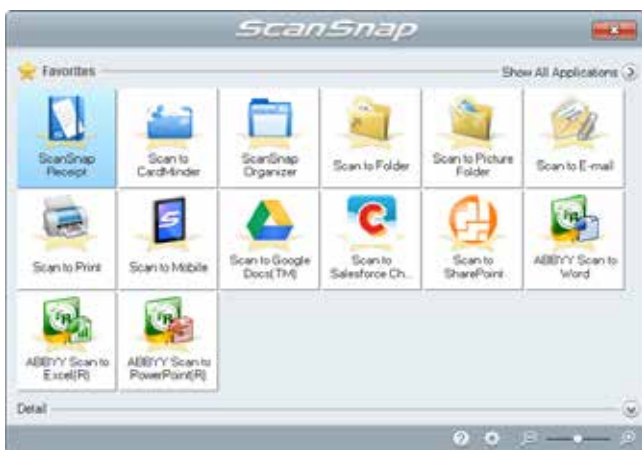 ScanSnap
Favorites
Show All Applications
ScanSnap
Receipt
Scan to
CardMinder
ScanSnap
Organizer
Scan to Folder
Scan to Picture
Folder
Scan to E-mail
Scan to Print
Scan to Mobile
Scan to Google
Docs(TM)
Scan to
Salesforce Ch...
Scan to
SharePoint
ABBYY Scan to
Word
ABBYY Scan to
Excel(R)
ABBYY Scan to
PowerPoint(R)
Detail